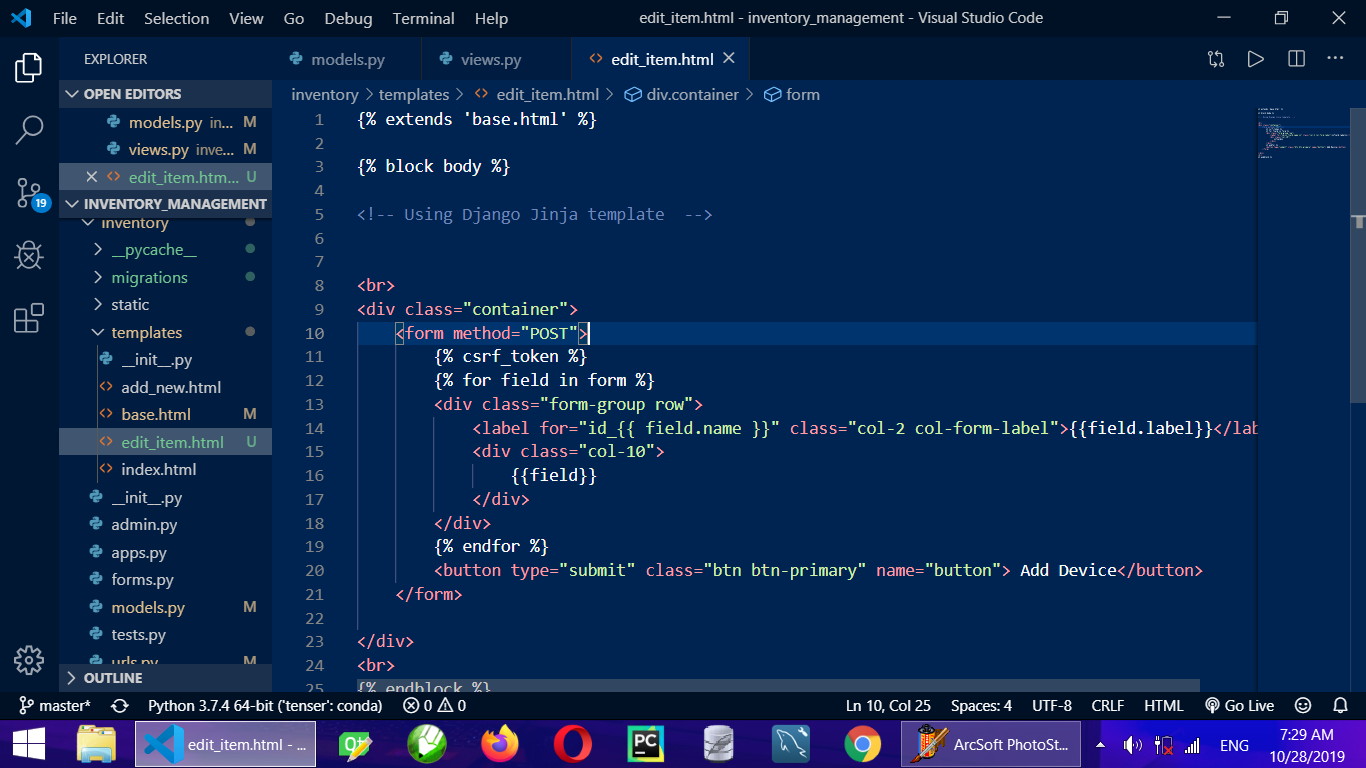 File Edit Selection View Go Debug Terminal Help
edit_item.html - inventory_management - Visual Studio Code
EXPLORER
OPEN EDITORS
models.py in... M
views.py inve... M
edit_item.htm... U
INVENTORY_MANAGEMENT
inventory
__pycache__
migrations
static
templates
__init__.py
add_new.html
base.html M
edit_item.html U
index.html
__init__.py
admin.py
apps.py
forms.py
models.py M
tests.py
urls.py M
OUTLINE
19
models.py views.py edit_item.html
inventory > templates > edit_item.html > div.container > form
1 {% extends 'base.html' %}
2
3 {% block body %}
4
5 <!-- Using Django Jinja template  -->
6
7
8 <br>
9 <div class="container">
10 <form method="POST">
11 {% csrf_token %}
12 {% for field in form %}
13 <div class="form-group row">
14 <label for="id_{{ field.name }}" class="col-2 col-form-label">{{field.label}}</lab
15 <div class="col-10">
16 {{field}}
17 </div>
18 </div>
19 {% endfor %}
20 <button type="submit" class="btn btn-primary" name="button"> Add Device</button>
21 </form>
22
23 </div>
24 <br>
25 {% endblock %}
master* Python 3.7.4 64-bit ('tenser': conda) 0 0 Ln 10, Col 25 Spaces: 4 UTF-8 CRLF HTML Go Live
edit_item.html - ...
Qt
PC
ArcSoft PhotoSt...
ENG
7:29 AM
10/28/2019